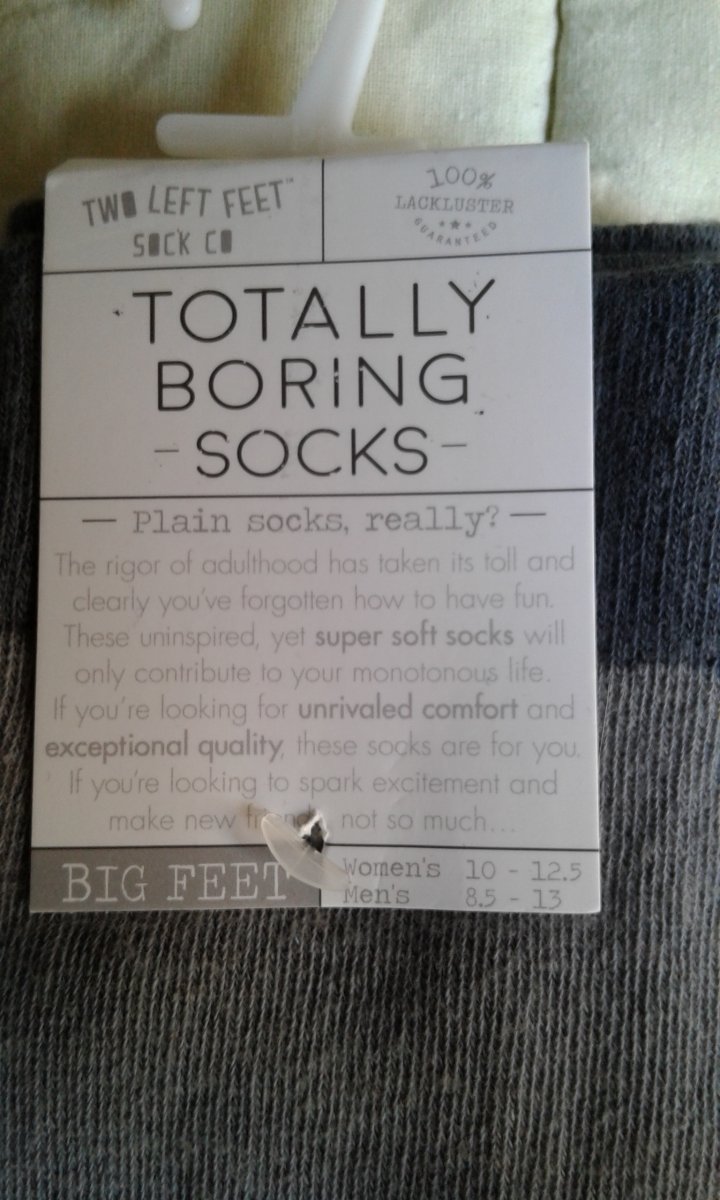 TWO LEFT FEET™
SOCK CO
100%
LACKLUSTER
GUARANTEED
TOTALLY
BORING
-SOCKS-
— Plain socks, really? —
The rigor of adulthood has taken its toll and
clearly you've forgotten how to have fun.
These uninspired, yet super soft socks will
only contribute to your monotonous life.
If you're looking for unrivaled comfort and
exceptional quality, these socks are for you.
If you're looking to spark excitement and
make new friends, not so much...
BIG FEET
Women's 10 - 12.5
Men's 8.5 - 13